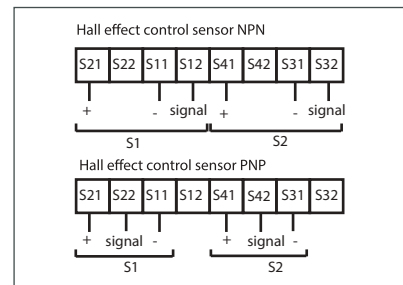 Hall effect control sensor NPN
S21 S22 S11 S12 S41 S42 S31 S32
+ - signal + - signal
S1 S2
Hall effect control sensor PNP
S21 S22 S11 S12 S41 S42 S31 S32
+ signal - + signal -
S1 S2